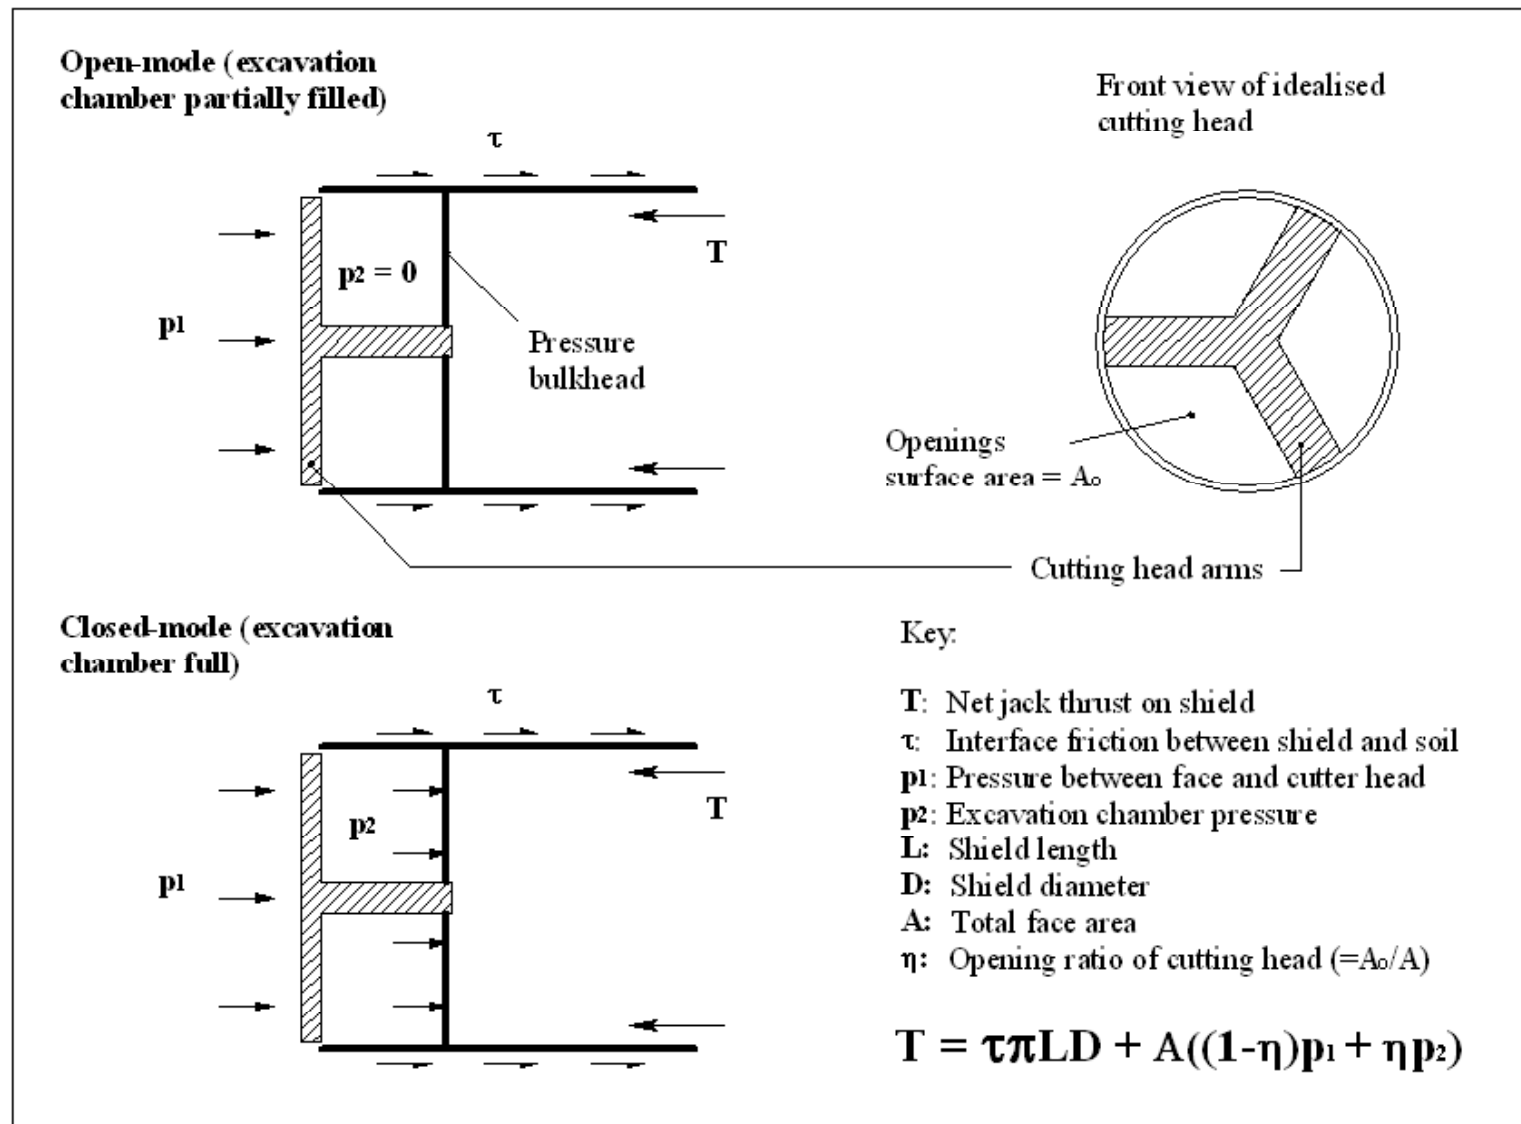 Open-mode (excavation
chamber partially filled)
Front view of idealised
cutting head
τ
T
p2 = 0
p1
Pressure
bulkhead
Openings
surface area = Ao
Cutting head arms
Closed-mode (excavation
chamber full)
τ
T
p2
p1
Key:
T: Net jack thrust on shield
τ: Interface friction between shield and soil
p1: Pressure between face and cutter head
p2: Excavation chamber pressure
L: Shield length
D: Shield diameter
A: Total face area
η: Opening ratio of cutting head (=Ao/A)
T = τπLD + A((1-η)p1 + ηp2)